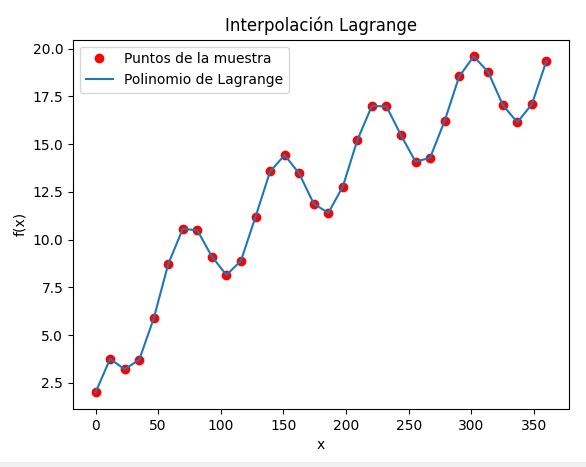 Interpolación Lagrange
Puntos de la muestra
Polinomio de Lagrange
20.0
17.5
15.0
12.5
10.0
7.5
5.0
2.5
f(x)
0 50 100 150 200 250 300 350
x